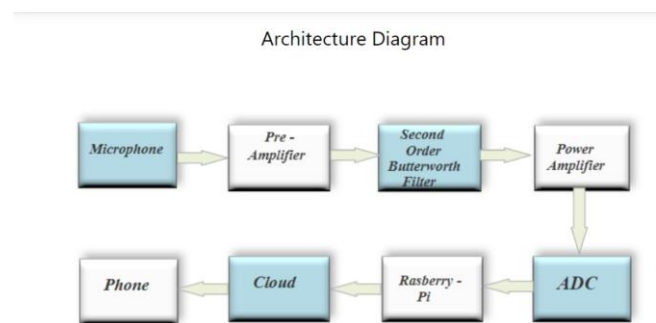 Architecture Diagram
Microphone
Pre -
Amplifier
Second
Order
Butterworth
Filter
Power
Amplifier
Phone
Cloud
Rasberry -
Pi
ADC